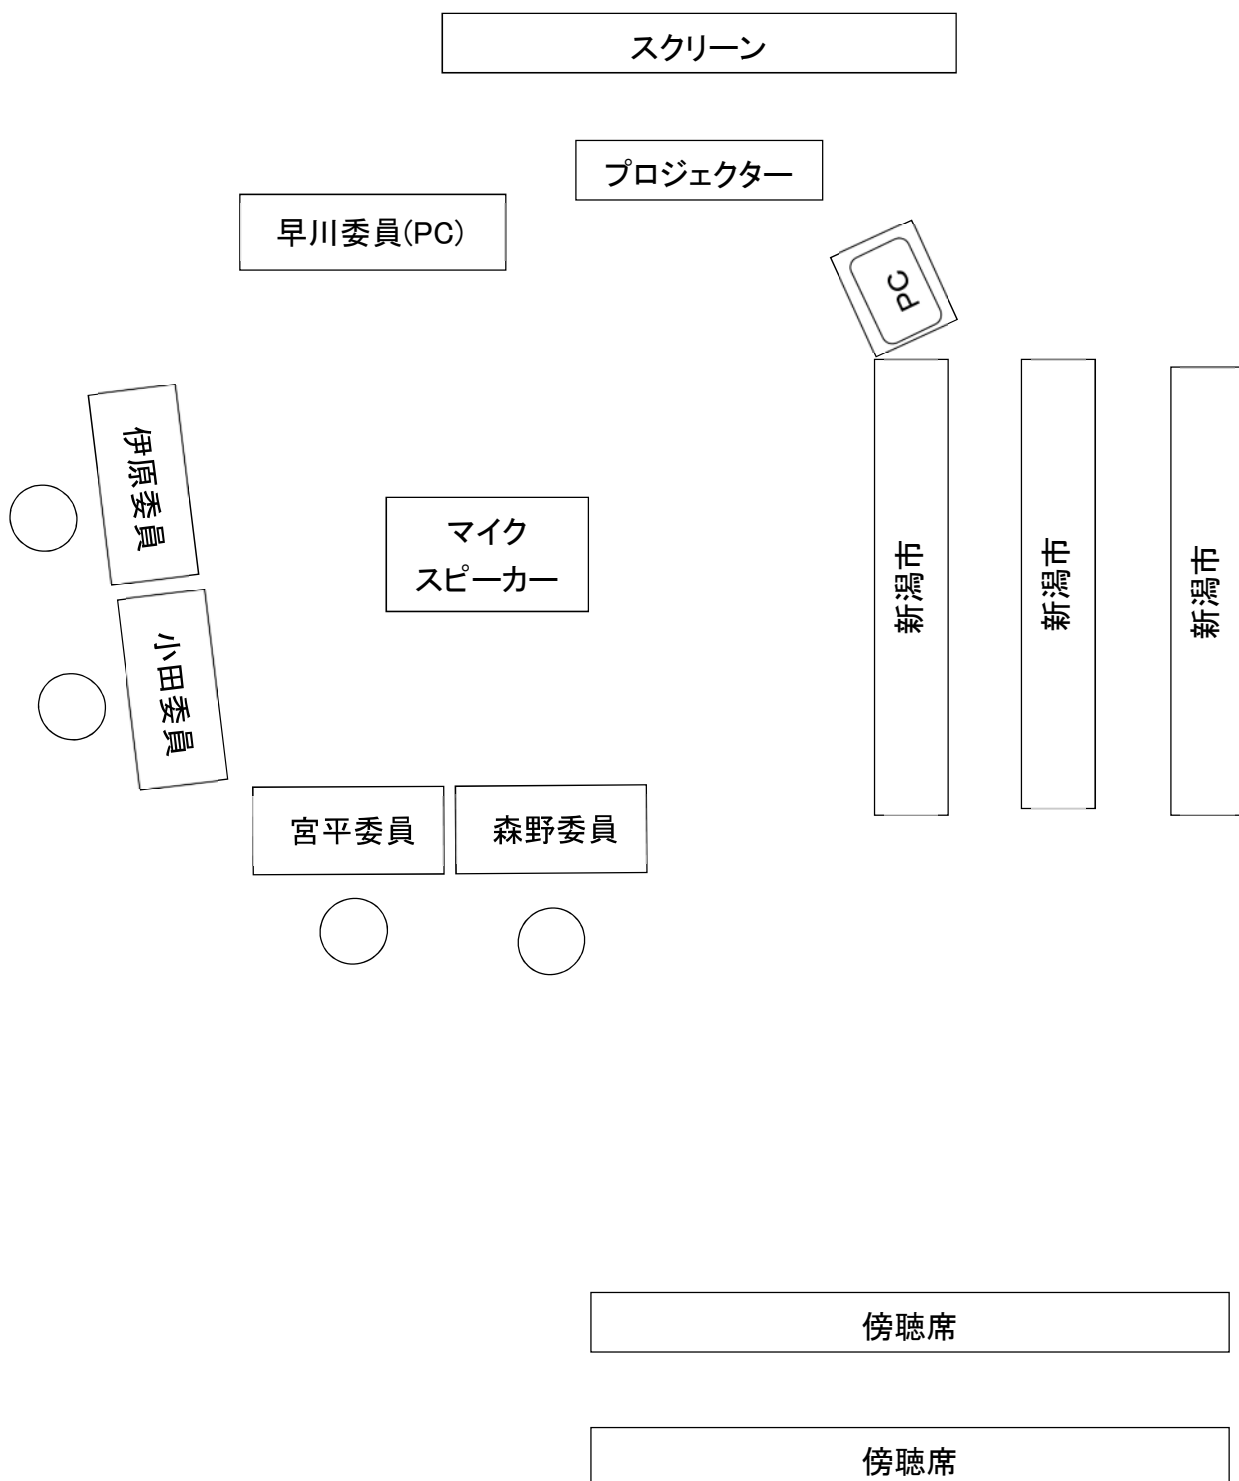 スクリーン
プロジェクター
早川委員(PC)
PC
伊原委員
マイク
スピーカー
新潟市
新潟市
新潟市
小田委員
宮平委員
森野委員
傍聴席
傍聴席